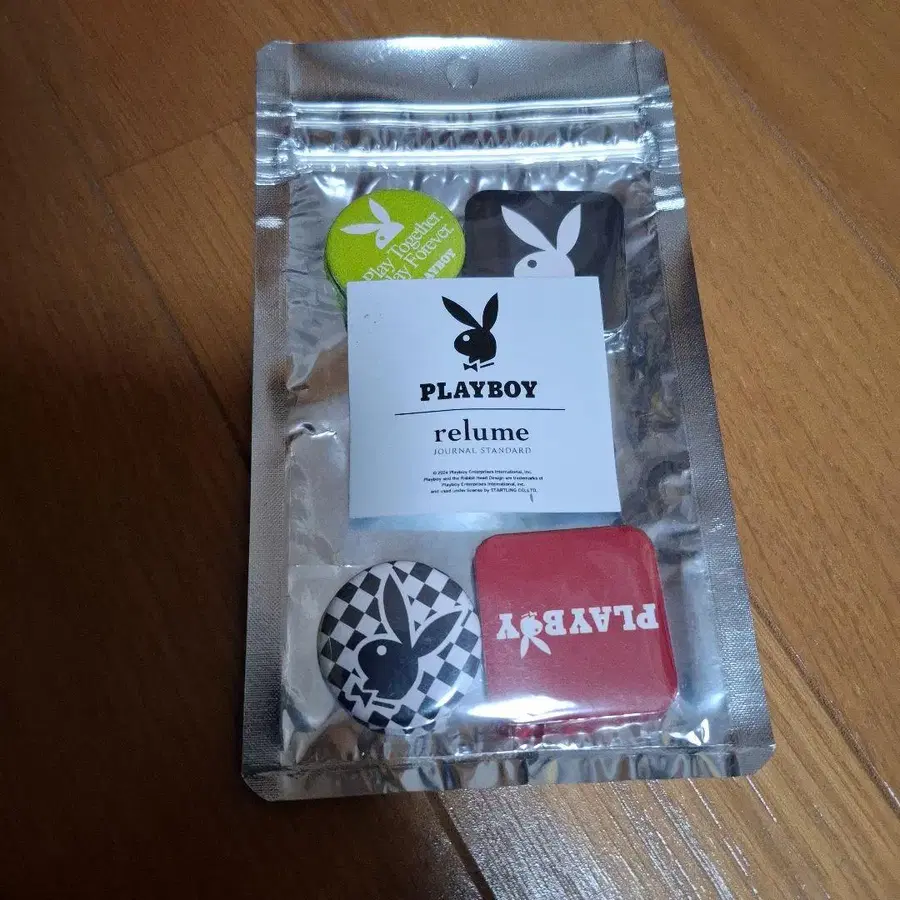 Play Together.
Play Forever.
PLAYBOY
PLAYBOY
relume
JOURNAL STANDARD
© 2024 Playboy Enterprises International, Inc.
Playboy and the Rabbit Head Design are trademarks of
Playboy Enterprises International, Inc.
and used under license by STARTLING CO.,LTD.
PLAYBOY